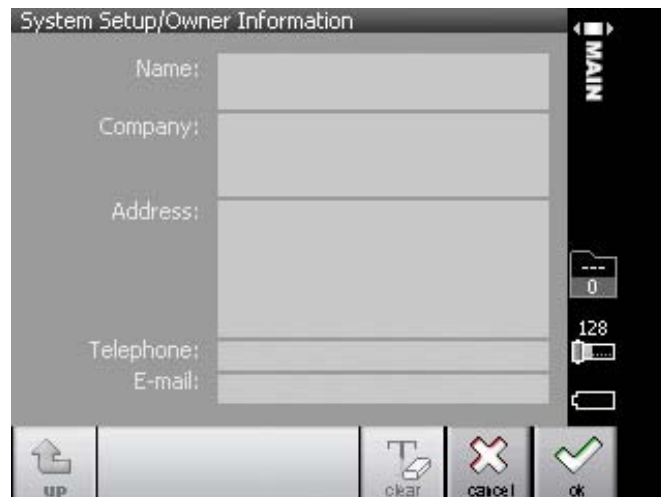 System Setup/Owner Information
MAIN
Name:
Company:
Address:
---
0
128
Telephone:
E-mail:
up
clear
cancel
ok